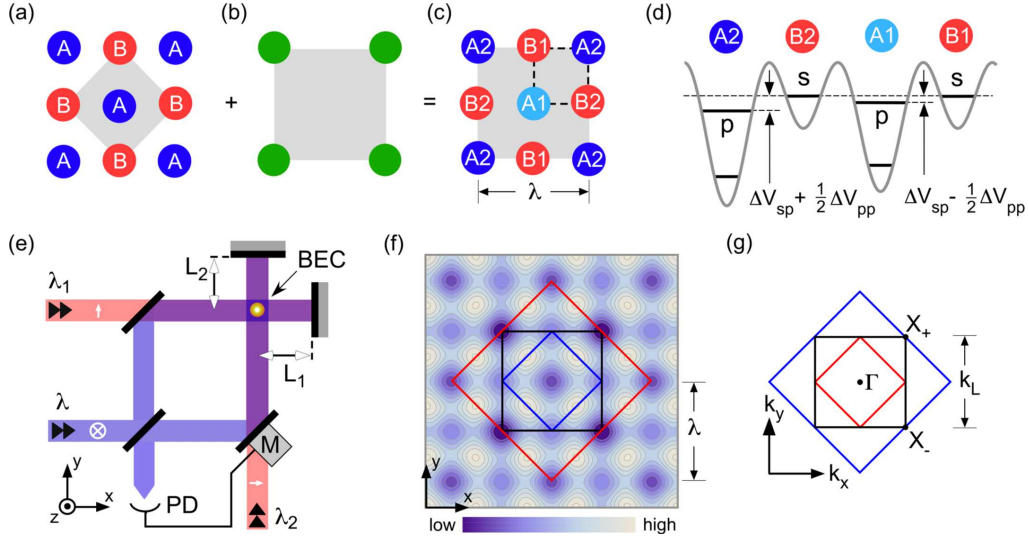 (a)
A B A
B A B
A B A
+
(b)
=
(c)
A2 B1 A2
B2 A1 B2
A2 B1 A2
λ
(d)
A2 B2 A1 B1
s s
p p
ΔVsp + 1/2 ΔVpp
ΔVsp - 1/2 ΔVpp
(e)
L2
BEC
λ1
L1
λ
M
y
z x
PD
λ2
(f)
λ
y
x
low high
(g)
X+
Γ
kL
ky
X-
kx